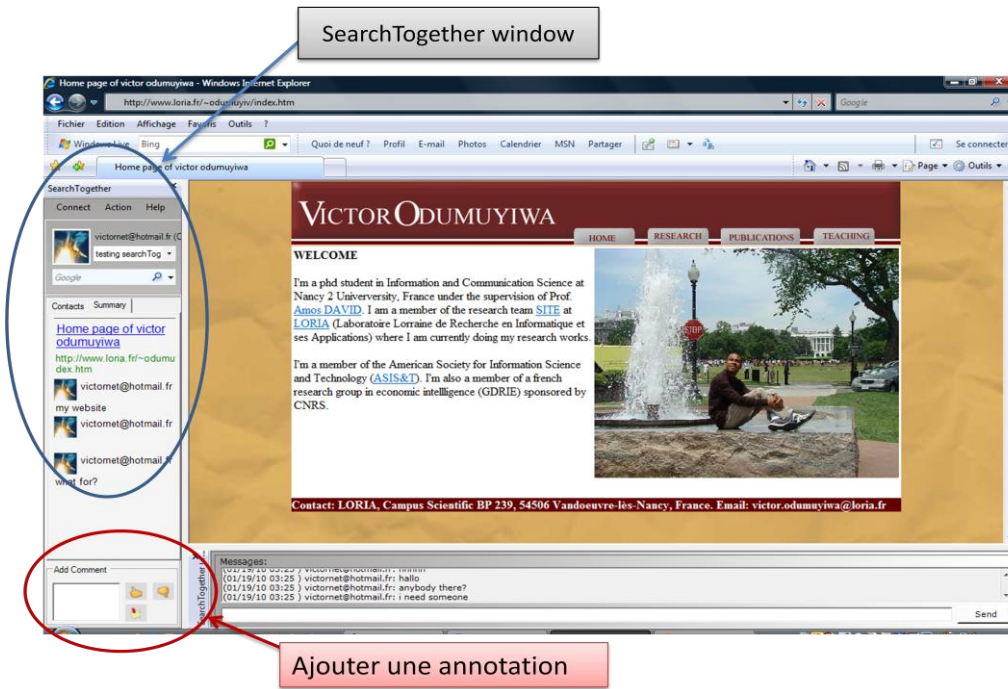 SearchTogether window
Home page of victor odumuyiwa - Windows Internet Explorer
http://www.loria.fr/~odumuyiv/index.htm
Google
Fichier Edition Affichage Favoris Outils ?
Windows Live Bing Quoi de neuf ? Profil E-mail Photos Calendrier MSN Partager Se connecter
Home page of victor odumuyiwa
Page Outils
SearchTogether x
Connect Action Help
victornet@hotmail.fr (C
testing searchTog
Google
Contacts Summary
Home page of victor
odumuyiwa
http://www.loria.fr/~odumu
dex.htm
victornet@hotmail.fr
my website
victornet@hotmail.fr
victornet@hotmail.fr
what for?
Add Comment
VICTOR ODUMUYIWA
HOME RESEARCH PUBLICATIONS TEACHING
WELCOME
I'm a phd student in Information and Communication Science at
Nancy 2 Univerversity, France under the supervision of Prof.
Amos DAVID. I am a member of the research team SITE at
LORIA (Laboratoire Lorraine de Recherche en Informatique et
ses Applications) where I am currently doing my research works.
I'm a member of the American Society for Information Science
and Technology (ASIS&T). I'm also a member of a french
research group in economic intellligence (GDRIE) sponsored by
CNRS.
STOP
Contact: LORIA, Campus Scientific BP 239, 54506 Vandoeuvre-lès-Nancy, France. Email: victor.odumuyiwa@loria.fr
Messages:
(01/19/10 03:25 ) victornet@hotmail.fr:
(01/19/10 03:25 ) victornet@hotmail.fr: hallo
(01/19/10 03:25 ) victornet@hotmail.fr: anybody there?
(01/19/10 03:25 ) victornet@hotmail.fr: i need someone
Send
Ajouter une annotation